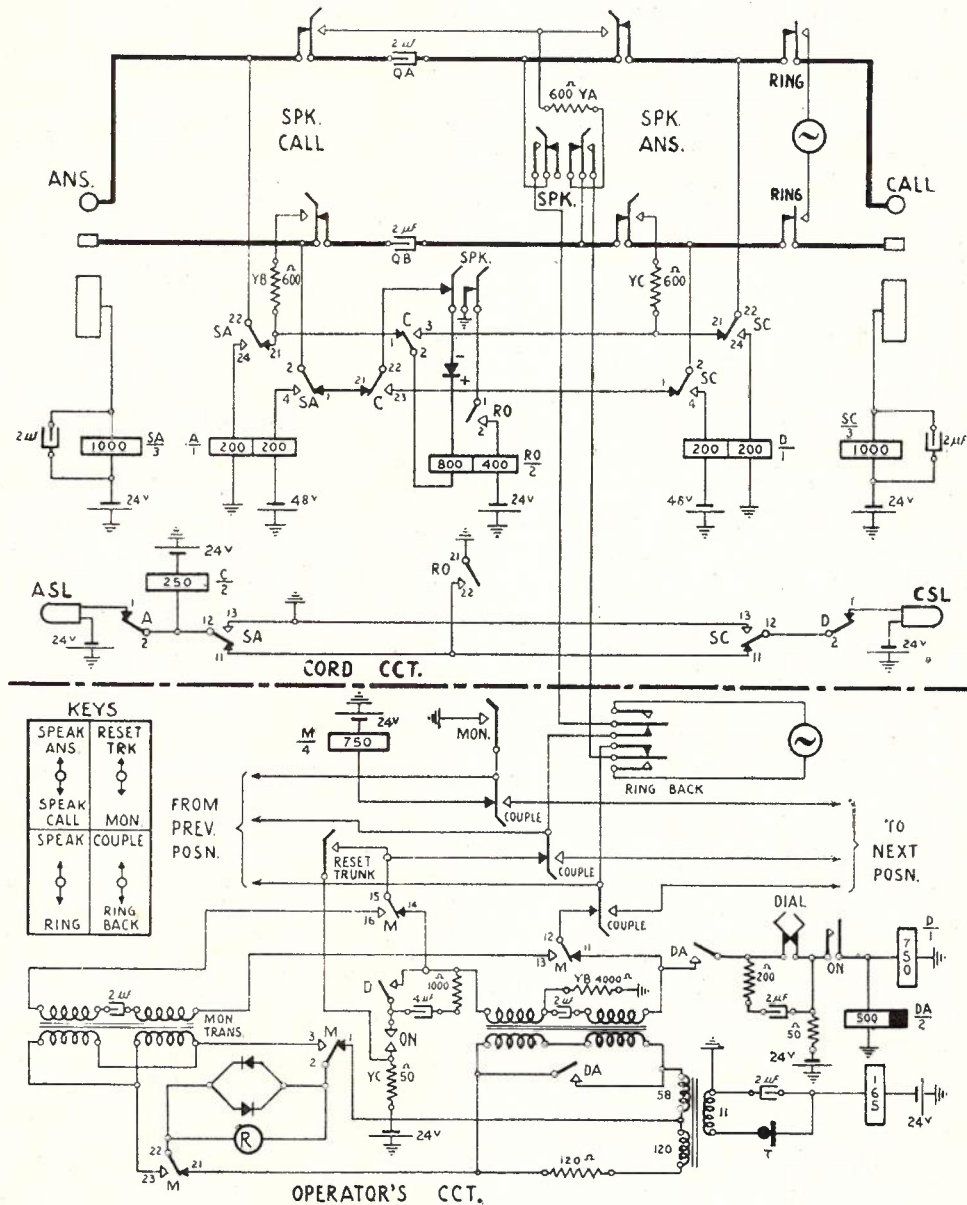 2 μF
QA
RING
Ω
600 YA
SPK.
CALL
SPK.
ANS.
ANS.
SPK.
RING
CALL
2 μF
QB
SPK.
YB
Ω
600
YC
Ω
600
22
SA
21
24
C
3
1
2
22
21
SC
24
2
4
SA
1
21
22
C
23
2
1
SC
4
1
RO
2
2μF
1000
SA/3
A/1
200 200
800 400
RO/2
200 200
D/1
SC/3
1000
2μF
24V
48V
24V
48V
24V
24V
250
C/2
RO
21
22
ASL
1
A
2
24V
12
13
SA
11
13
12
SC
11
D
1
2
CSL
24V
CORD CCT.
KEYS
SPEAK ANS.
RESET TRK
SPEAK CALL
MON.
SPEAK
COUPLE
RING
RING BACK
M/4
750
24V
MON.
RING BACK
COUPLE
FROM PREV. POSN.
RESET TRUNK
COUPLE
TO NEXT POSN.
15
16
14
M
COUPLE
12
13
11
M
DA
DIAL
ON
D/1
750
D
Ω
1000
YB 4000Ω
Ω
200
2μF
2μF
4μF
2μF
Ω
50
500
DA/2
MON TRANS.
3
M
1
2
ON
YC
Ω
50
DA
24V
58
11
2μF
165
24V
R
24V
120
T
22
21
23
M
120Ω
OPERATOR'S CCT.